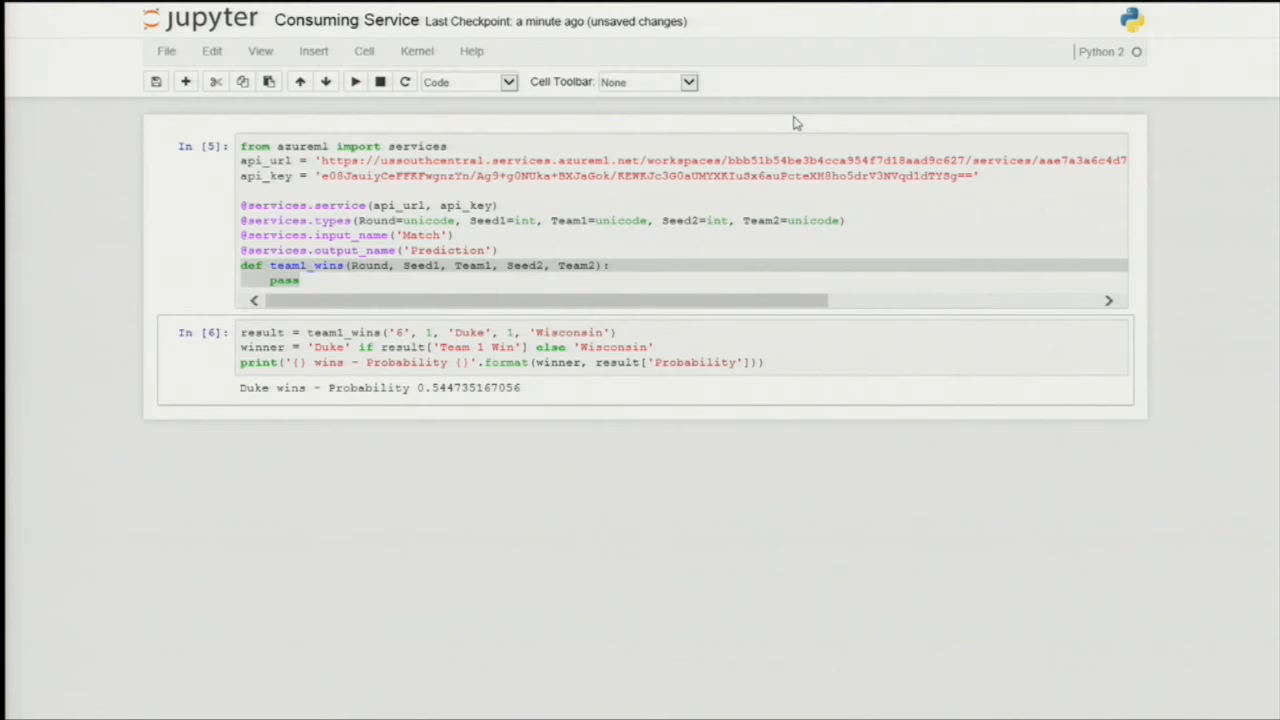 jupyter Consuming Service Last Checkpoint: a minute ago (unsaved changes)
File Edit View Insert Cell Kernel Help Python 2
Code Cell Toolbar: None
In [5]: from azureml import services
api_url = 'https://ussouthcentral.services.azureml.net/workspaces/bbb51b54be3b4cca954f7d18aad9c627/services/aae7a3a6c4d7
api_key =
@services.service(api_url, api_key)
@services.types(Round=unicode, Seed1=int, Team1=unicode, Seed2=int, Team2=unicode)
@services.input_name('Match')
@services.output_name('Prediction')
def team1_wins(Round, Seed1, Team1, Seed2, Team2):
pass
In [6]: result = team1_wins('6', 1, 'Duke', 1, 'Wisconsin')
winner = 'Duke' if result['Team 1 Win'] else 'Wisconsin'
print('{} wins - Probability {}'.format(winner, result['Probability']))
Duke wins - Probability 0.544735167056